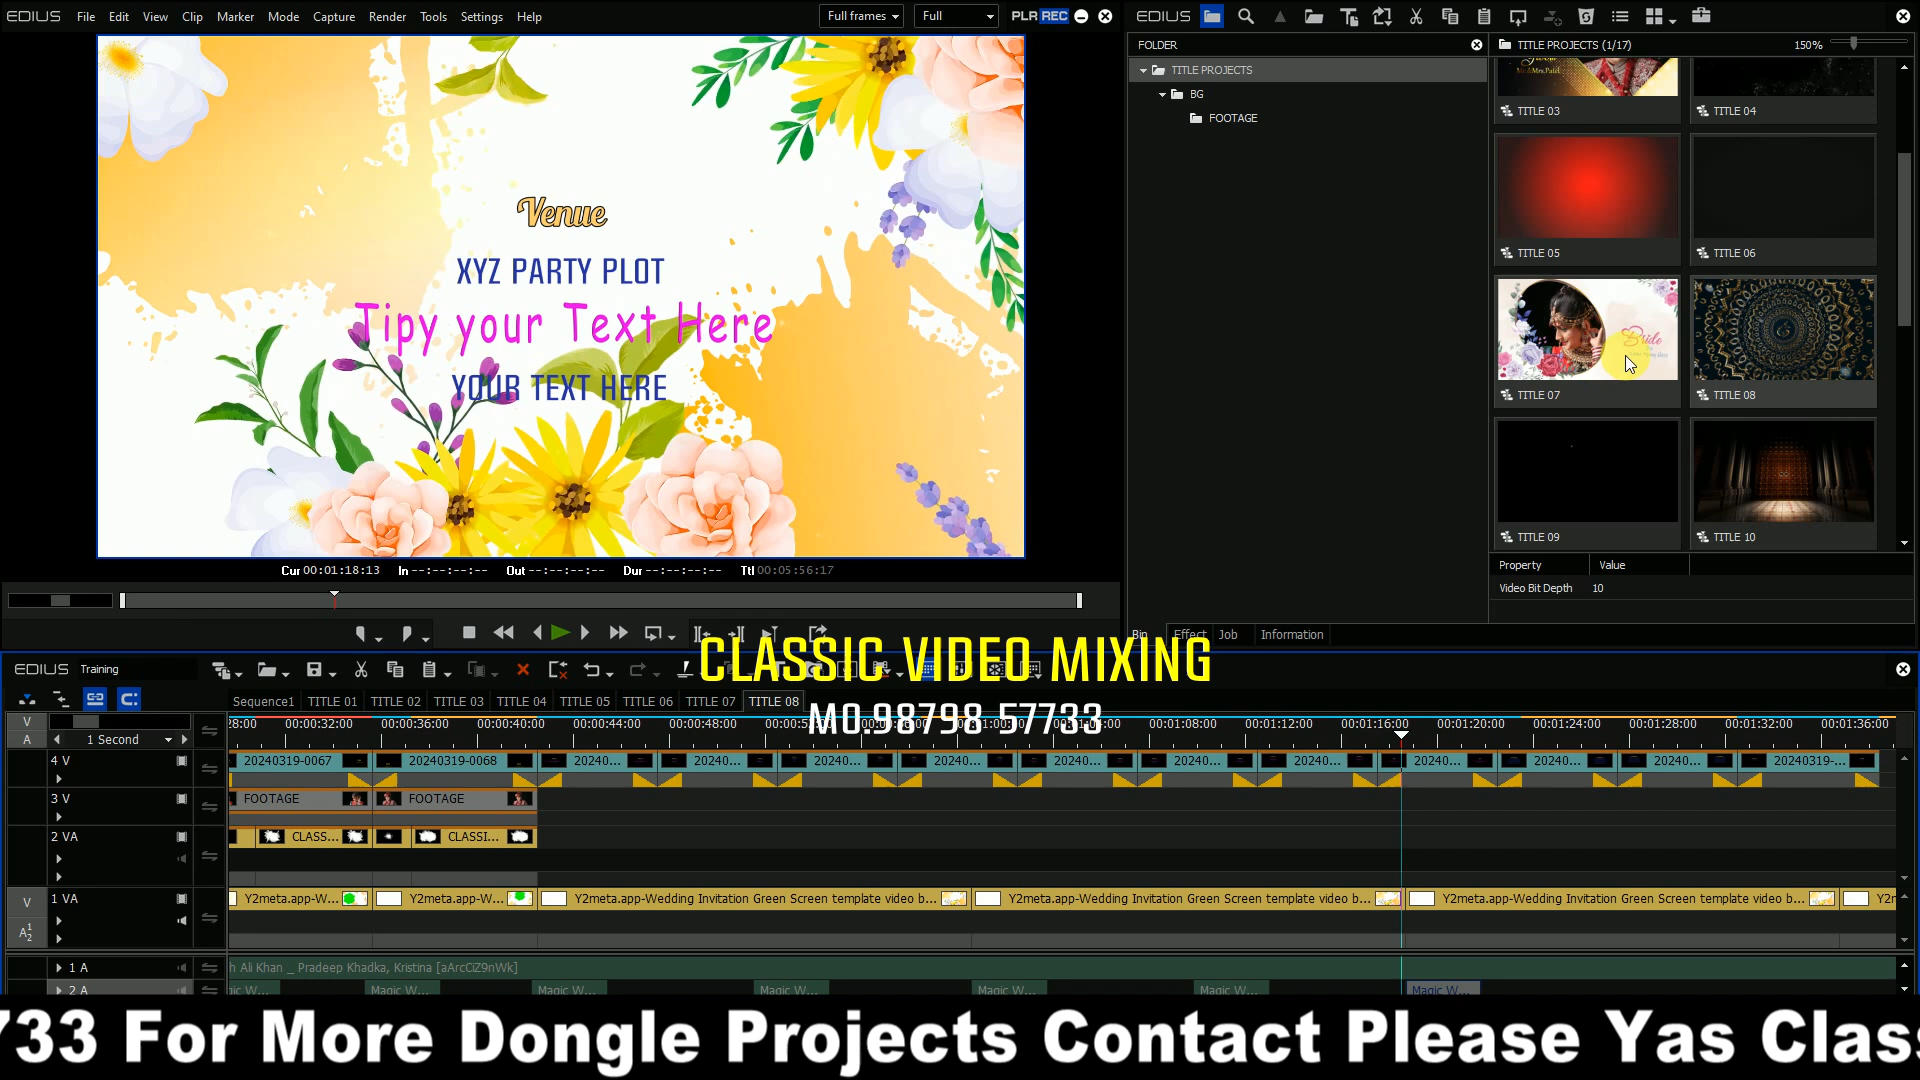 EDIUS File Edit View Clip Marker Mode Capture Render Tools Settings Help Full frames Full PLR REC
Venue
XYZ PARTY PLOT
Tipy your Text Here
YOUR TEXT HERE
Cur 00:01:18:13 In --:--:--:-- Out --:--:--:-- Dur --:--:--:-- Ttl 00:05:56:17
EDIUS
FOLDER
TITLE PROJECTS
BG
FOOTAGE
TITLE PROJECTS (1/17) 150%
TITLE 03 TITLE 04
TITLE 05 TITLE 06
Bride
TITLE 07 TITLE 08
TITLE 09 TITLE 10
Property Value
Video Bit Depth 10
Bin Effect Job Information
CLASSIC VIDEO MIXING
MO.98798 57733
EDIUS Training
Sequence1 TITLE 01 TITLE 02 TITLE 03 TITLE 04 TITLE 05 TITLE 06 TITLE 07 TITLE 08
V
A 1 Second
28:00 00:00:32:00 00:00:36:00 00:00:40:00 00:00:44:00 00:00:48:00 00:01:08:00 00:01:12:00 00:01:16:00 00:01:20:00 00:01:24:00 00:01:28:00 00:01:32:00 00:01:36:00
4 V 20240319-0067 20240319-0068 20240... 20240... 20240... 20240... 20240... 20240... 20240... 20240... 20240... 20240... 20240319-...
3 V FOOTAGE FOOTAGE
2 VA CLASS... CLASSI...
V 1 VA Y2meta.app-W... Y2meta.app-W... Y2meta.app-Wedding Invitation Green Screen template video b... Y2meta.app-Wedding Invitation Green Screen template video b... Y2meta.app-Wedding Invitation Green Screen template video b... Y2r
A 1 2
1 A h Ali Khan _ Pradeep Khadka, Kristina [aArcCiZ9nWk]
2 A gic W... Magic W... Magic W... Magic W... Magic W... Magic W... Magic W...
733 For More Dongle Projects Contact Please Yas Class